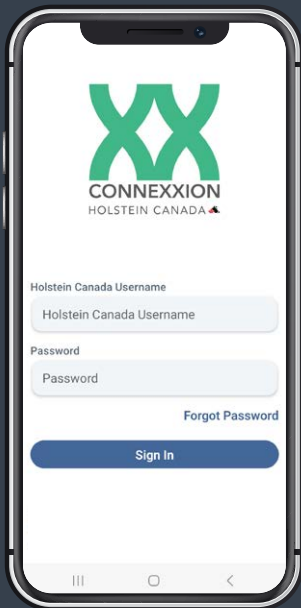 CONNEXXION
HOLSTEIN CANADA
Holstein Canada Username
Holstein Canada Username
Password
Password
Forgot Password
Sign In